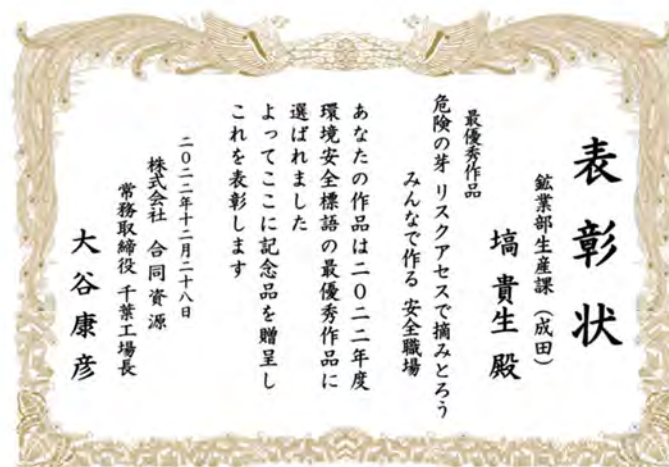 表彰状
鉱業部生産課（成田）
塙 貴生 殿
最優秀作品
危険の芽 リスクアセスで摘みとろう
みんなで作る 安全職場
あなたの作品は二〇二二年度
環境安全標語の最優秀作品に
選ばれました
よってここに記念品を贈呈し
これを表彰します
二〇二二年十二月二十八日
株式会社 合同資源
常務取締役 千葉工場長
大谷康彦